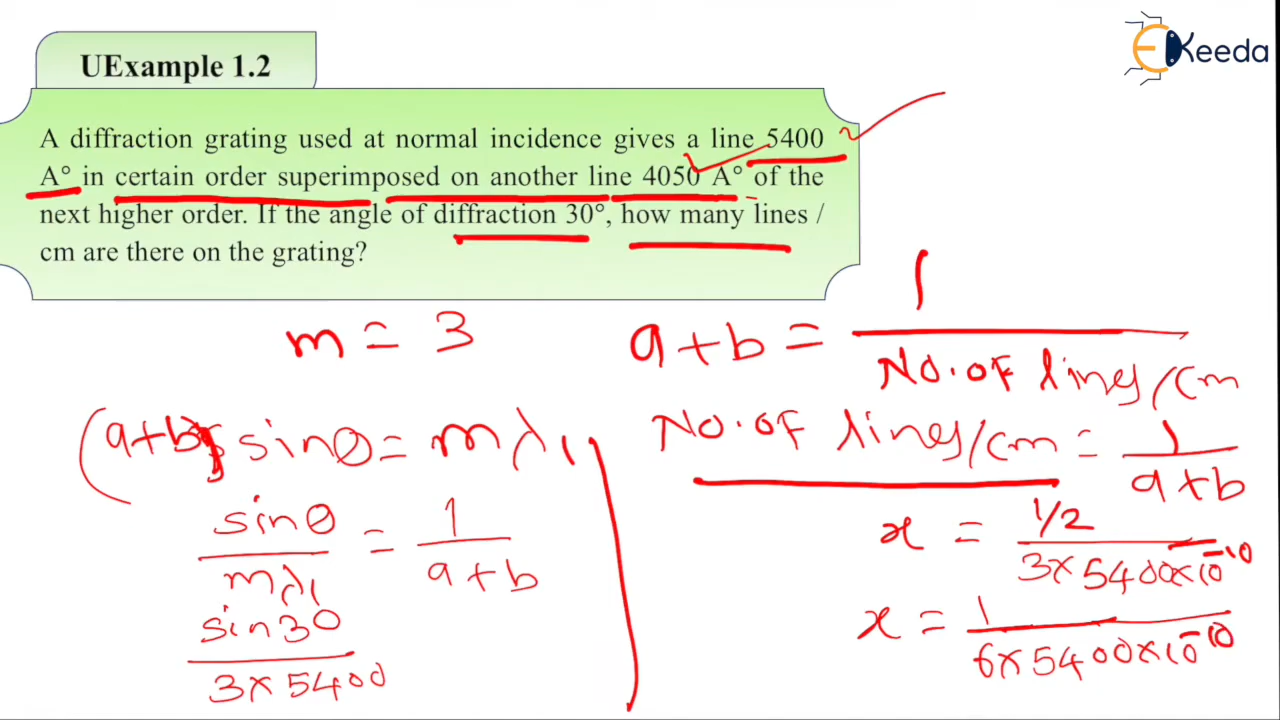 EKeeda
UExample 1.2
A diffraction grating used at normal incidence gives a line 5400
A° in certain order superimposed on another line 4050 A° of the
next higher order. If the angle of diffraction 30°, how many lines /
cm are there on the grating?
m = 3
(a+b) sinθ = mλ₁
sinθ / mλ₁ = 1 / a+b
sin30 / 3×5400
a+b = 1 / No. of lines/cm
No. of lines/cm = 1 / a+b
x = 1/2 / 3×5400×10⁻¹⁰
x = 1 / 6×5400×10⁻¹⁰